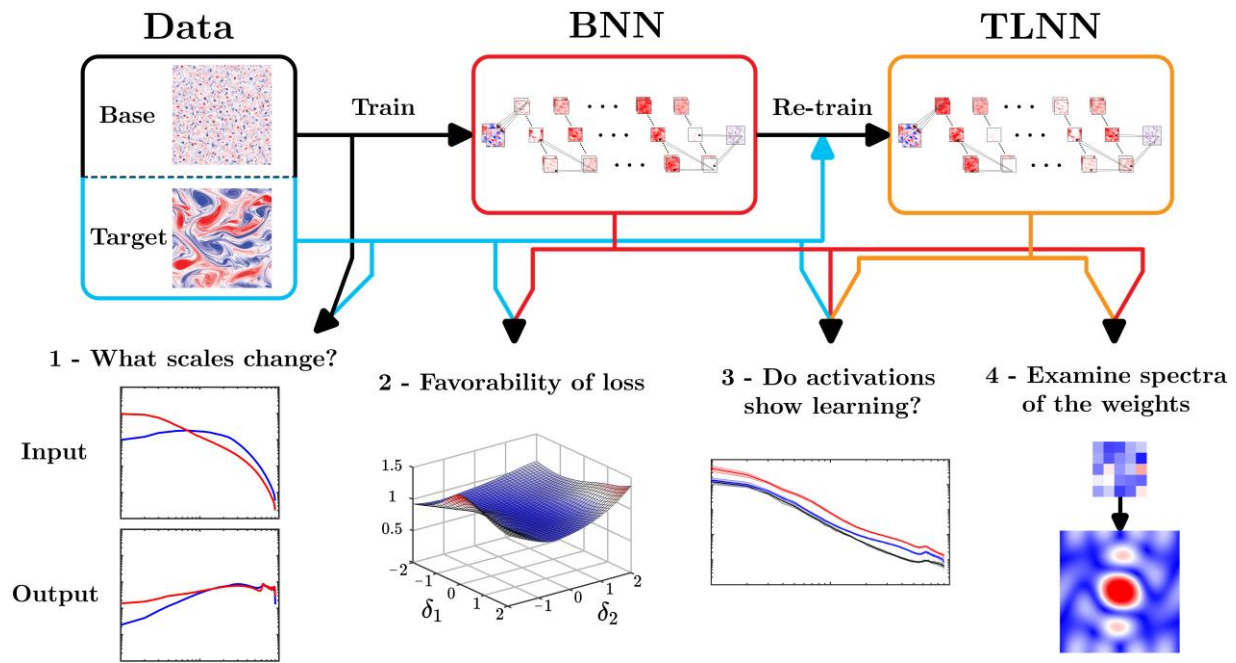 Data
BNN
TLNN
Base
Train
Re-train
Target
1 - What scales change?
2 - Favorability of loss
3 - Do activations
show learning?
4 - Examine spectra
of the weights
Input
Output
1.5
1
0.5
0
−2
−1
0
1
2
δ1
−1
0
1
2
δ2